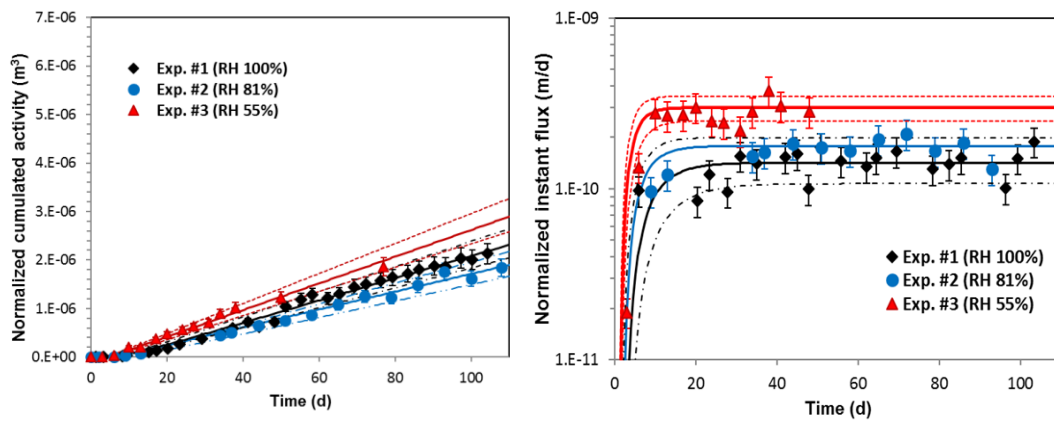 Normalized cumulated activity (m³)
7.E-06
6.E-06
5.E-06
4.E-06
3.E-06
2.E-06
1.E-06
0.E+00
Exp. #1 (RH 100%)
Exp. #2 (RH 81%)
Exp. #3 (RH 55%)
0 20 40 60 80 100
Time (d)
Normalized instant flux (m/d)
1.E-09
1.E-10
1.E-11
Exp. #1 (RH 100%)
Exp. #2 (RH 81%)
Exp. #3 (RH 55%)
0 20 40 60 80 100
Time (d)